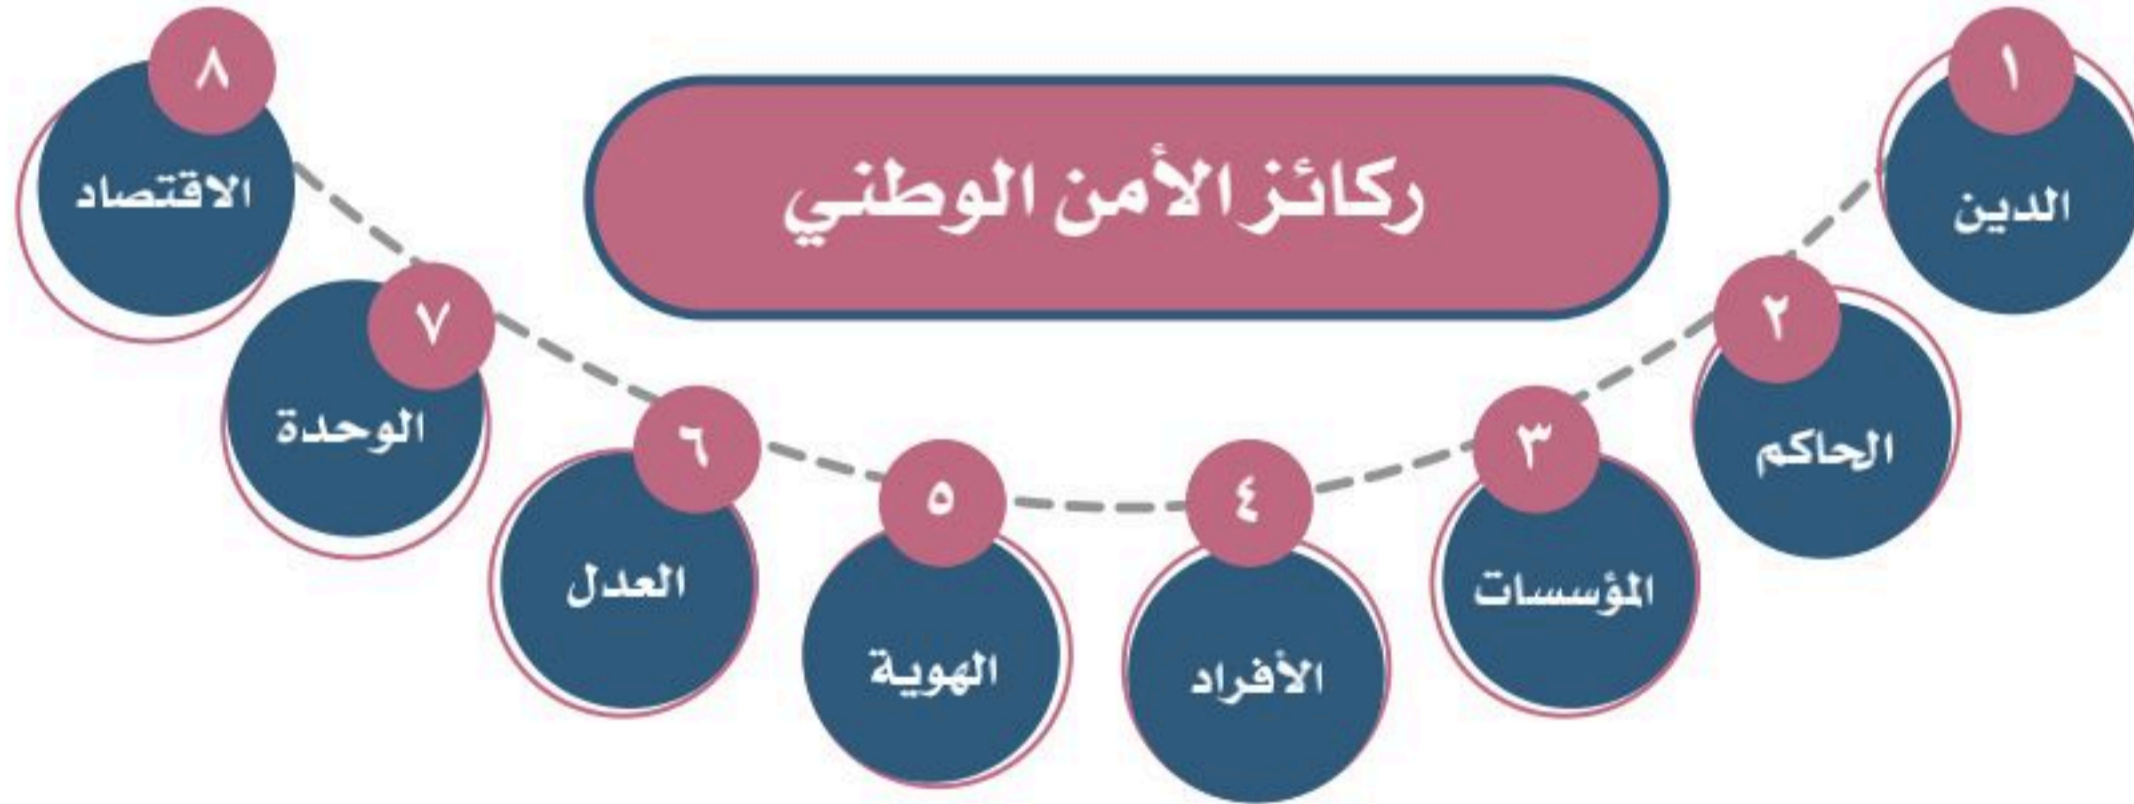 ركائز الأمن الوطني
١
الدين
٢
الحاكم
٣
المؤسسات
٤
الأفراد
٥
الهوية
٦
العدل
٧
الوحدة
٨
الاقتصاد